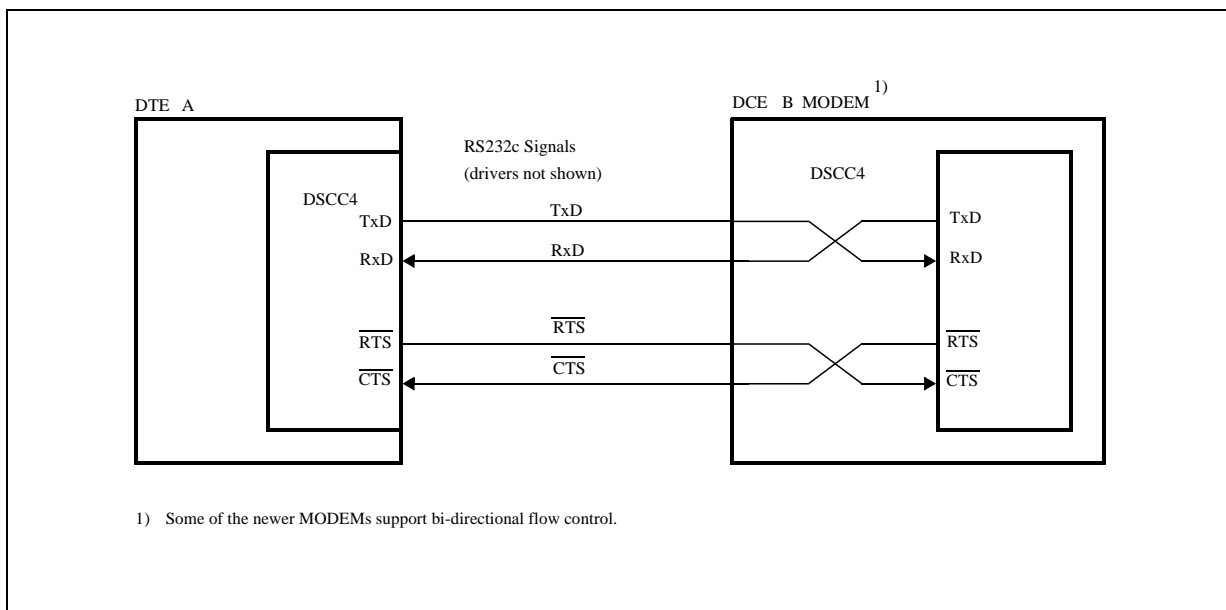 DTE A
DCE B MODEM 1)
RS232c Signals
(drivers not shown)
DSCC4
DSCC4
TxD
TxD
TxD
RxD
RxD
RxD
RTS
RTS
RTS
CTS
CTS
CTS
1) Some of the newer MODEMs support bi-directional flow control.